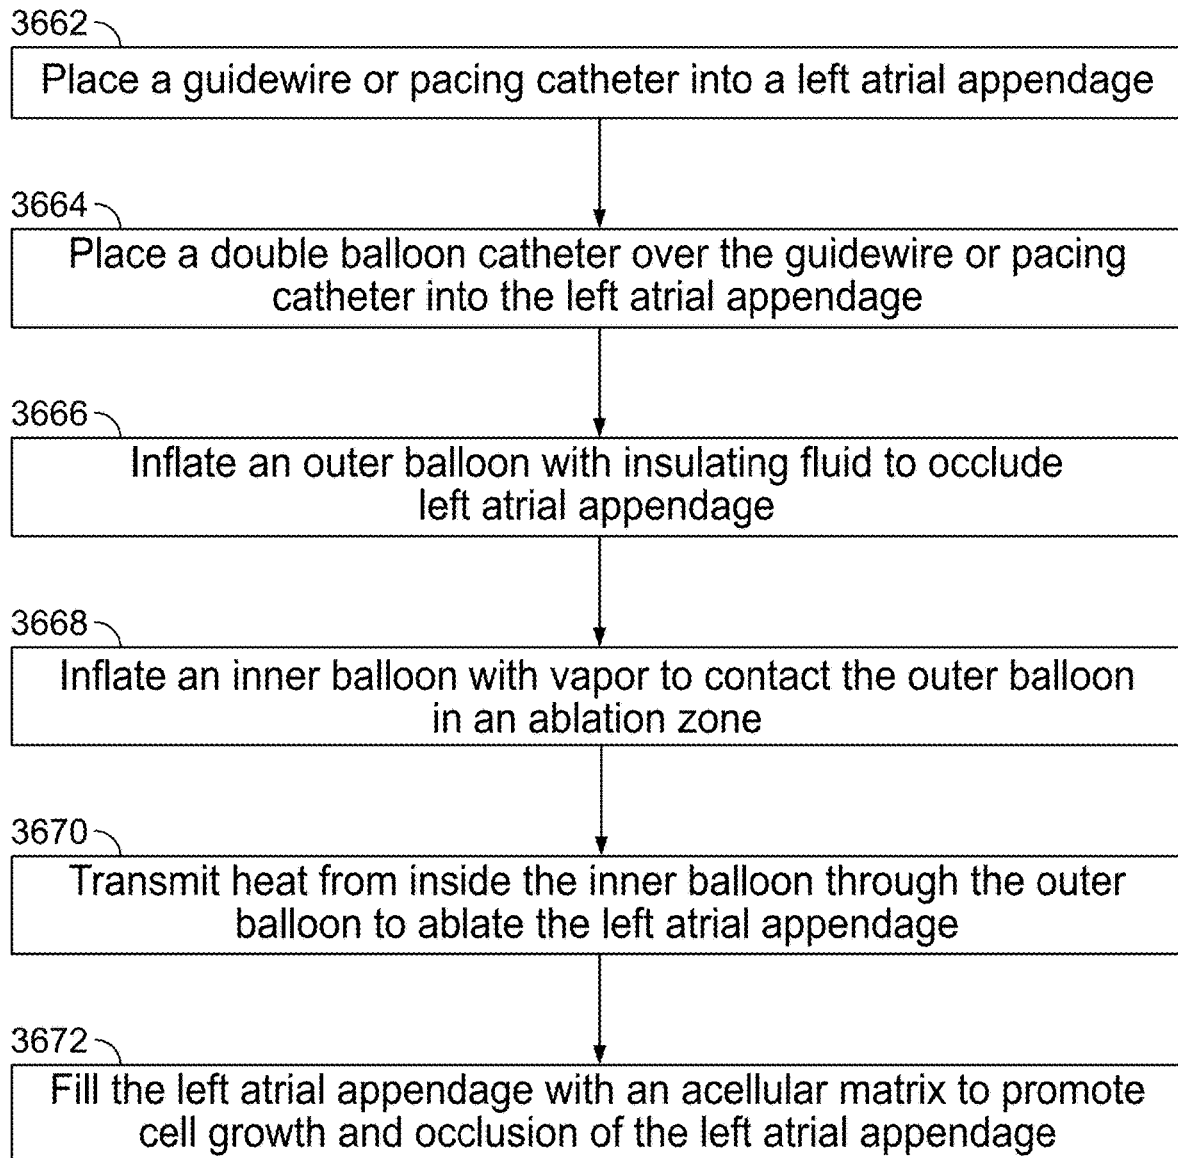 3662
Place a guidewire or pacing catheter into a left atrial appendage
3664
Place a double balloon catheter over the guidewire or pacing
catheter into the left atrial appendage
3666
Inflate an outer balloon with insulating fluid to occlude
left atrial appendage
3668
Inflate an inner balloon with vapor to contact the outer balloon
in an ablation zone
3670
Transmit heat from inside the inner balloon through the outer
balloon to ablate the left atrial appendage
3672
Fill the left atrial appendage with an acellular matrix to promote
cell growth and occlusion of the left atrial appendage